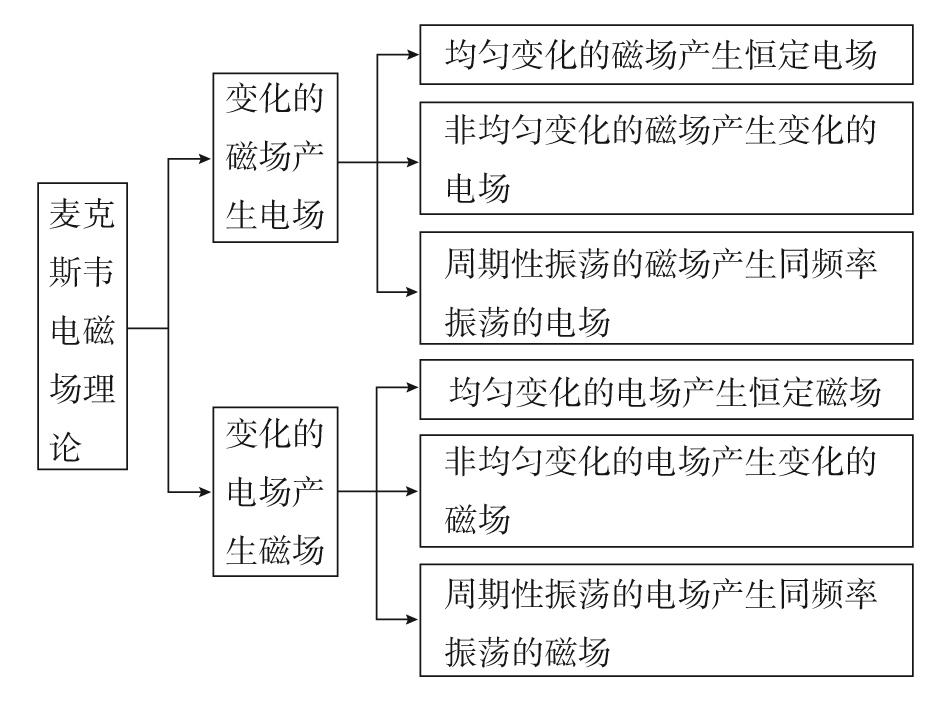 麦克
斯韦
电磁
场理
论
变化的
磁场产
生电场
均匀变化的磁场产生恒定电场
非均匀变化的磁场产生变化的
电场
周期性振荡的磁场产生同频率
振荡的电场
变化的
电场产
生磁场
均匀变化的电场产生恒定磁场
非均匀变化的电场产生变化的
磁场
周期性振荡的电场产生同频率
振荡的磁场